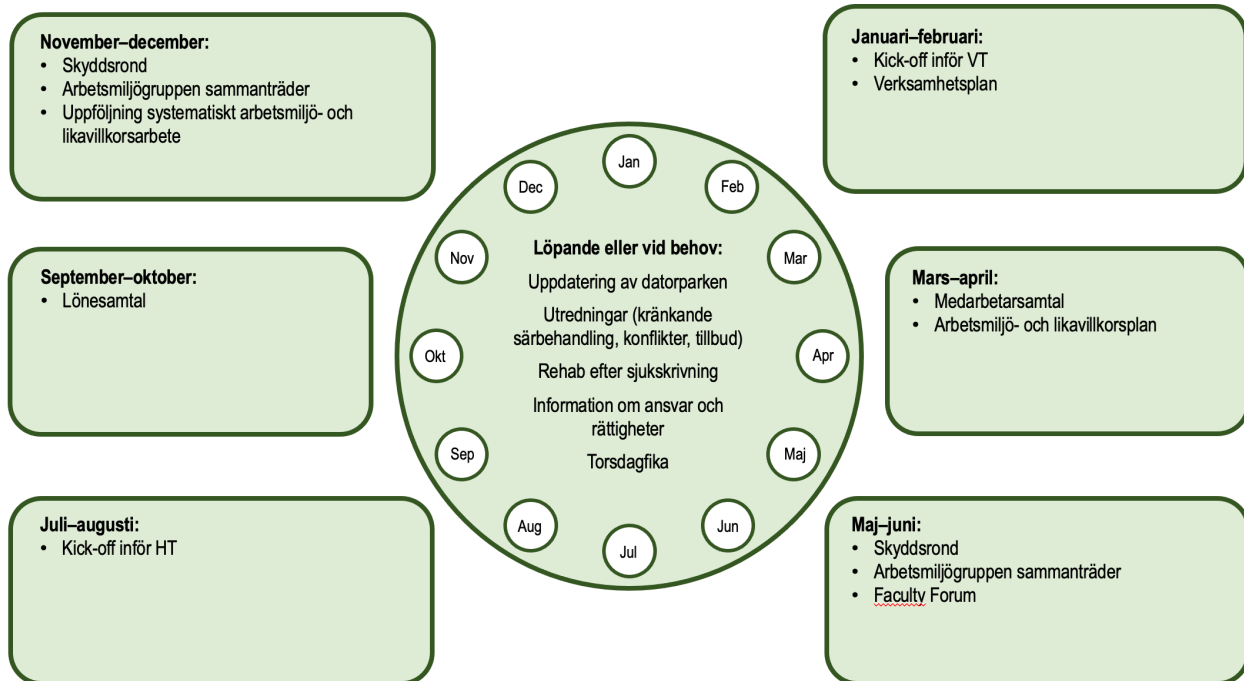 November–december:
• Skyddsrond
• Arbetsmiljögruppen sammanträder
• Uppföljning systematiskt arbetsmiljö- och
likavillkorsarbete
Januari–februari:
• Kick-off inför VT
• Verksamhetsplan
September–oktober:
• Lönesamtal
Mars–april:
• Medarbetarsamtal
• Arbetsmiljö- och likavillkorsplan
Juli–augusti:
• Kick-off inför HT
Maj–juni:
• Skyddsrond
• Arbetsmiljögruppen sammanträder
• Faculty Forum
Jan
Feb
Mar
Apr
Maj
Jun
Jul
Aug
Sep
Okt
Nov
Dec
Löpande eller vid behov:
Uppdatering av datorparken
Utredningar (kränkande
särbehandling, konflikter, tillbud)
Rehab efter sjukskrivning
Information om ansvar och
rättigheter
Torsdagfika